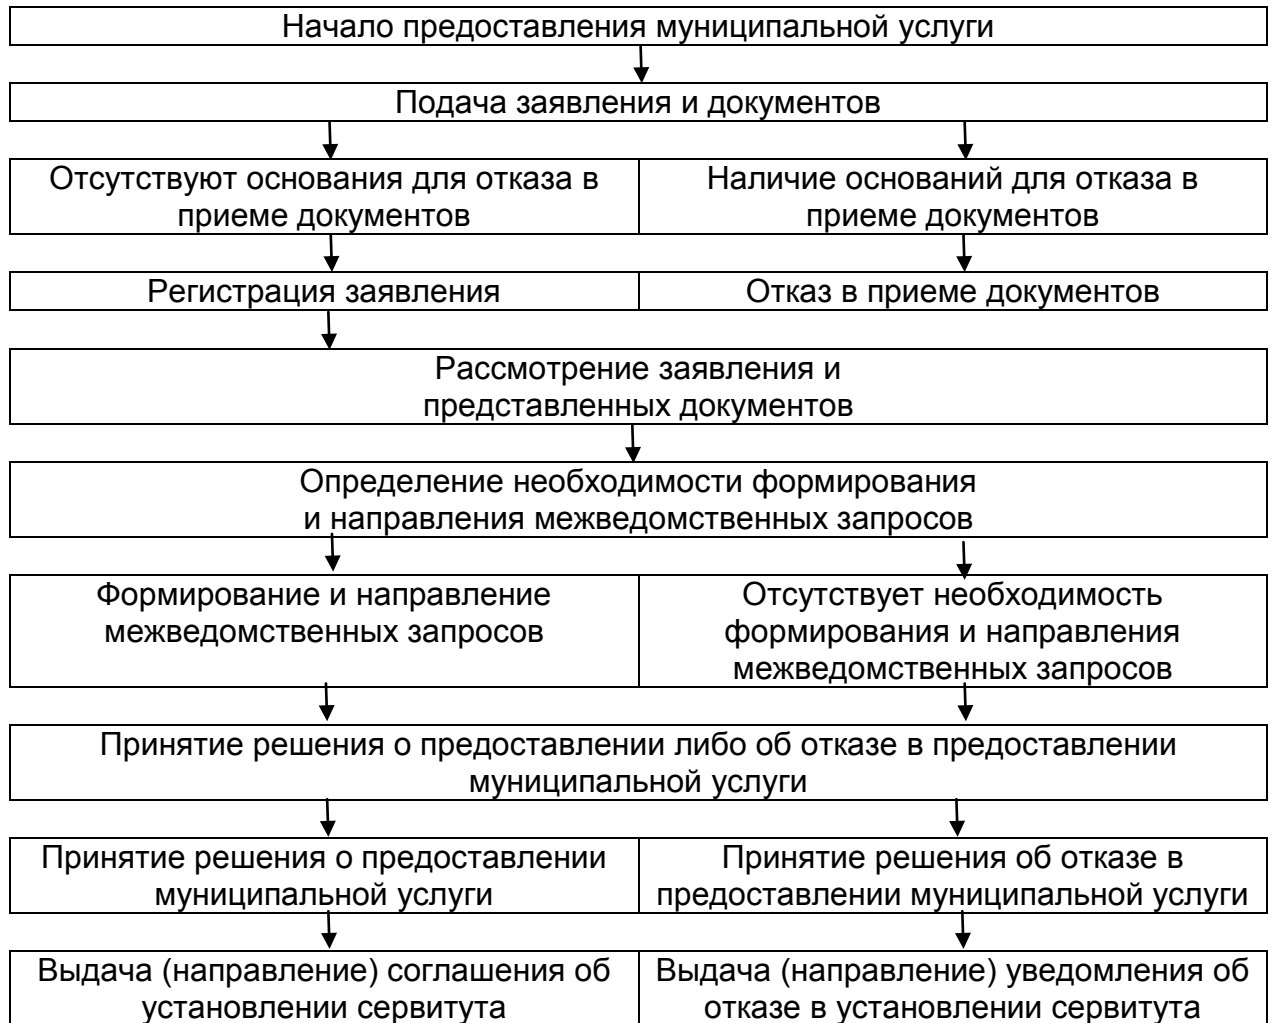 Начало предоставления муниципальной услуги
Подача заявления и документов
Отсутствуют основания для отказа в
приеме документов
Наличие оснований для отказа в
приеме документов
Регистрация заявления
Отказ в приеме документов
Рассмотрение заявления и
представленных документов
Определение необходимости формирования
и направления межведомственных запросов
Формирование и направление
межведомственных запросов
Отсутствует необходимость
формирования и направления
межведомственных запросов
Принятие решения о предоставлении либо об отказе в предоставлении
муниципальной услуги
Принятие решения о предоставлении
муниципальной услуги
Принятие решения об отказе в
предоставлении муниципальной услуги
Выдача (направление) соглашения об
установлении сервитута
Выдача (направление) уведомления об
отказе в установлении сервитута